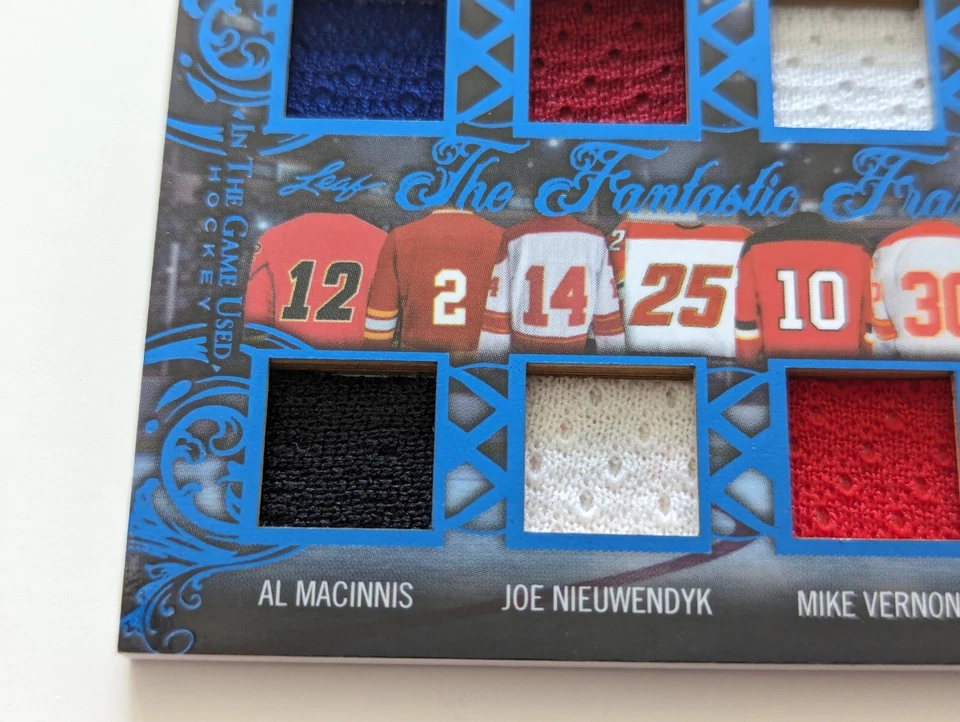 IN THE GAME USED
HOCKEY
Leaf
The Fantastic Fra
12 2 14 25 10 30
AL MACINNIS JOE NIEUWENDYK MIKE VERNON